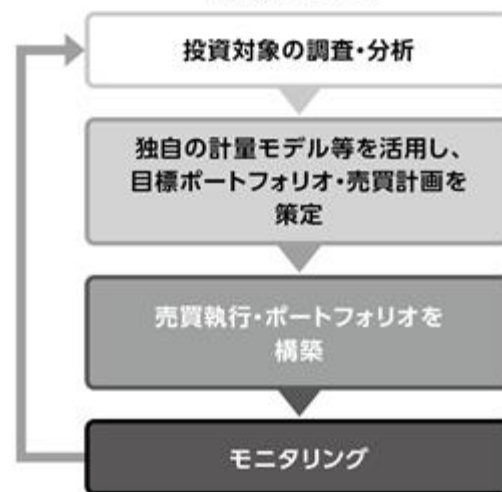 投資対象の調査・分析
独自の計量モデル等を活用し、
目標ポートフォリオ・売買計画を
策定
売買執行・ポートフォリオを
構築
モニタリング